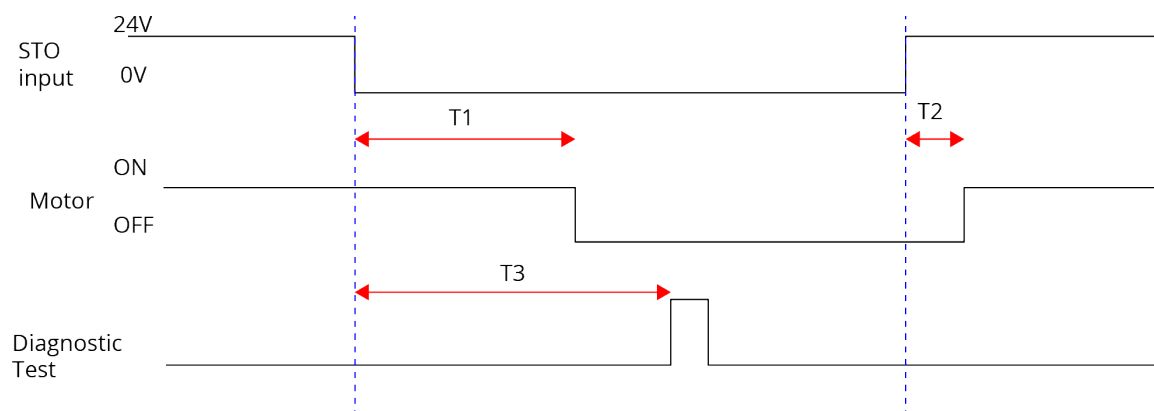 24V
STO
input
0V
T1
T2
ON
Motor
OFF
T3
Diagnostic
Test